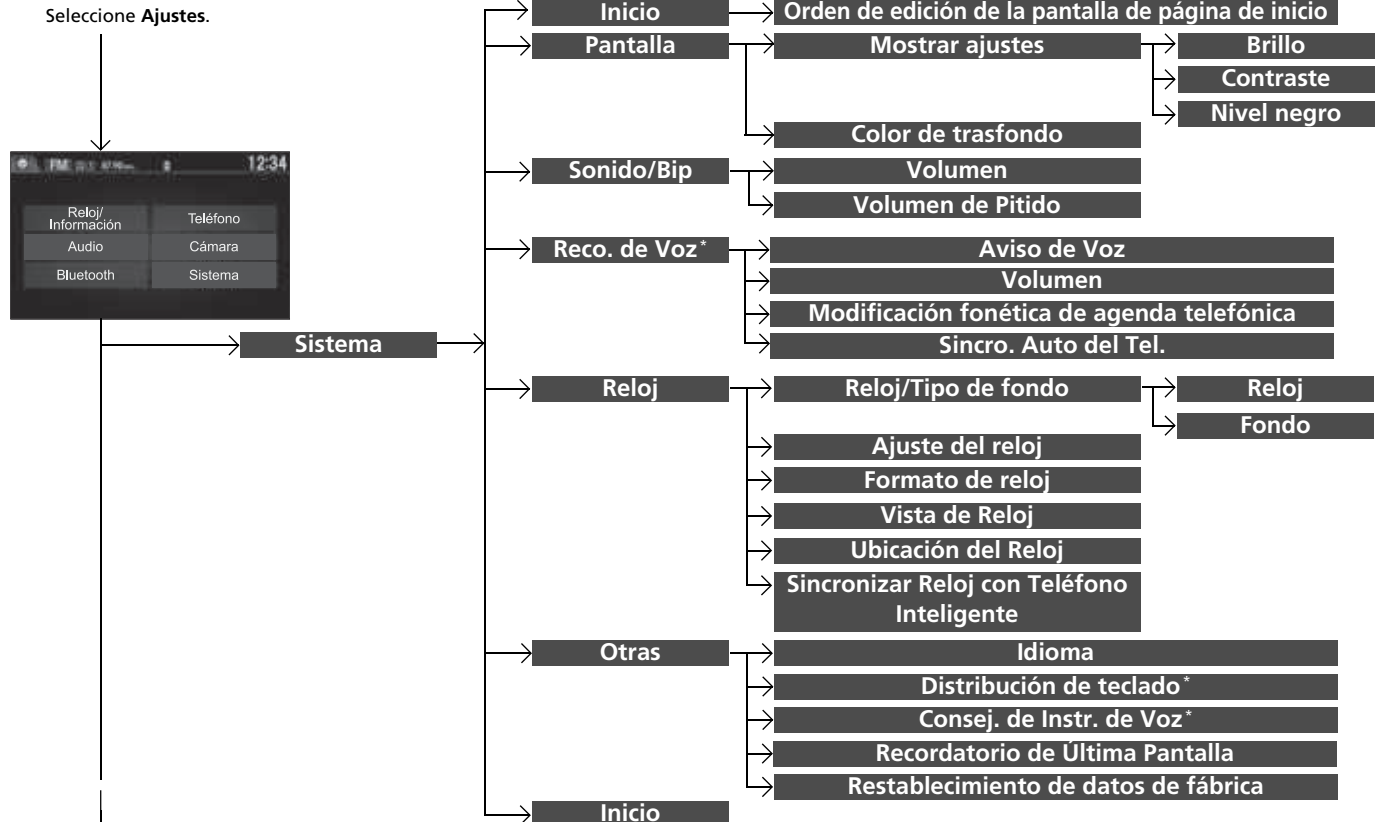 Seleccione Ajustes.
12:34
Reloj/
Información
Teléfono
Audio
Cámara
Bluetooth
Sistema
Sistema
Inicio
Orden de edición de la pantalla de página de inicio
Pantalla
Mostrar ajustes
Brillo
Contraste
Nivel negro
Color de trasfondo
Sonido/Bip
Volumen
Volumen de Pitido
Reco. de Voz*
Aviso de Voz
Volumen
Modificación fonética de agenda telefónica
Sincro. Auto del Tel.
Reloj
Reloj/Tipo de fondo
Reloj
Fondo
Ajuste del reloj
Formato de reloj
Vista de Reloj
Ubicación del Reloj
Sincronizar Reloj con Teléfono
Inteligente
Otras
Idioma
Distribución de teclado*
Consej. de Instr. de Voz*
Recordatorio de Última Pantalla
Restablecimiento de datos de fábrica
Inicio